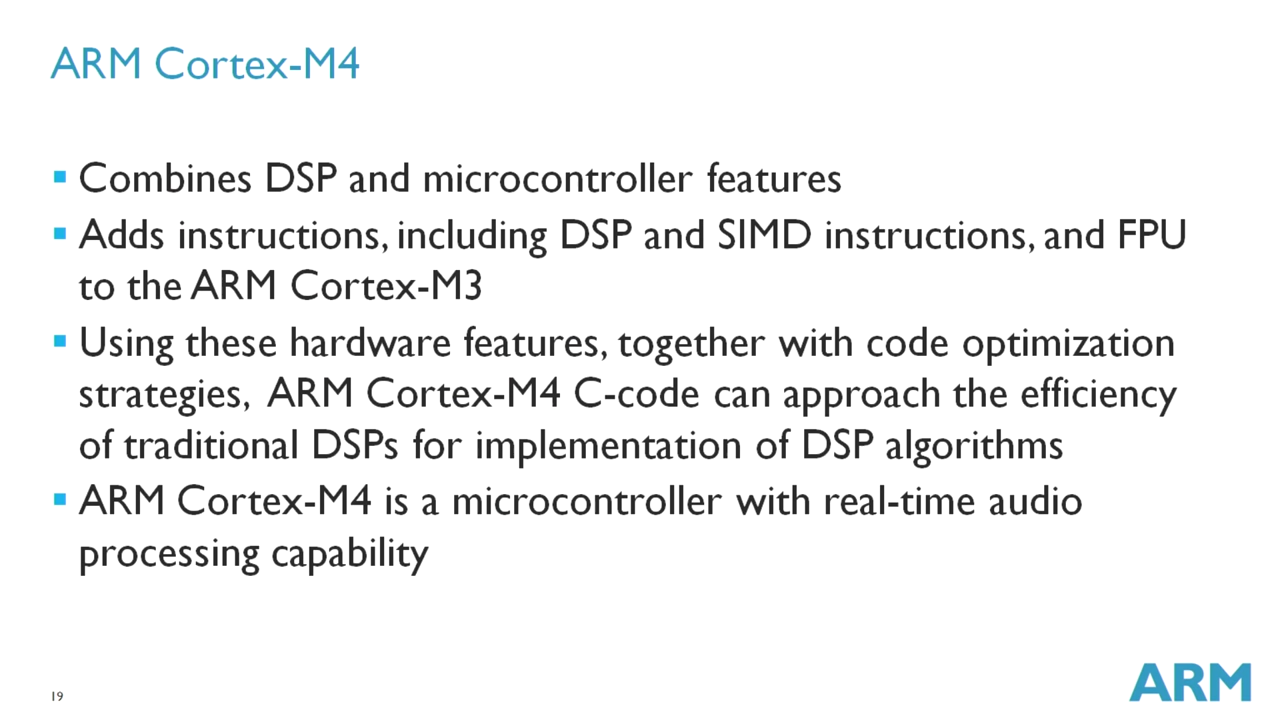 ARM Cortex-M4
▪ Combines DSP and microcontroller features
▪ Adds instructions, including DSP and SIMD instructions, and FPU
to the ARM Cortex-M3
▪ Using these hardware features, together with code optimization
strategies, ARM Cortex-M4 C-code can approach the efficiency
of traditional DSPs for implementation of DSP algorithms
▪ ARM Cortex-M4 is a microcontroller with real-time audio
processing capability
19
ARM